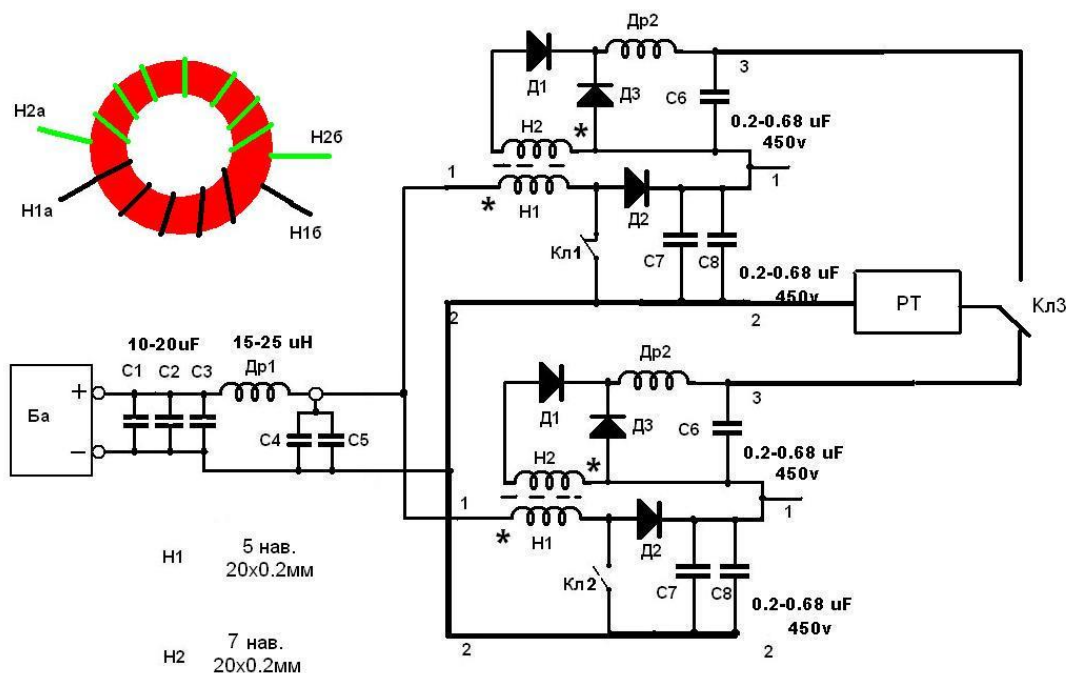 Н2а
Н2б
Н1а
Н1б
Др2
Д1
Д3
С6
3
0.2-0.68 uF
450v
Н2
*
1
1
*
Н1
Д2
Кл1
С7
С8
0.2-0.68 uF
450v
2
2
РТ
Кл3
10-20uF
15-25 uH
С1
С2
С3
Др1
Ба
+
−
С4
С5
Др2
Д1
Д3
С6
3
0.2-0.68 uF
450v
Н2
*
1
1
*
Н1
Д2
Кл2
С7
С8
0.2-0.68 uF
450v
2
2
Н1
5 нав.
20x0.2мм
Н2
7 нав.
20x0.2мм